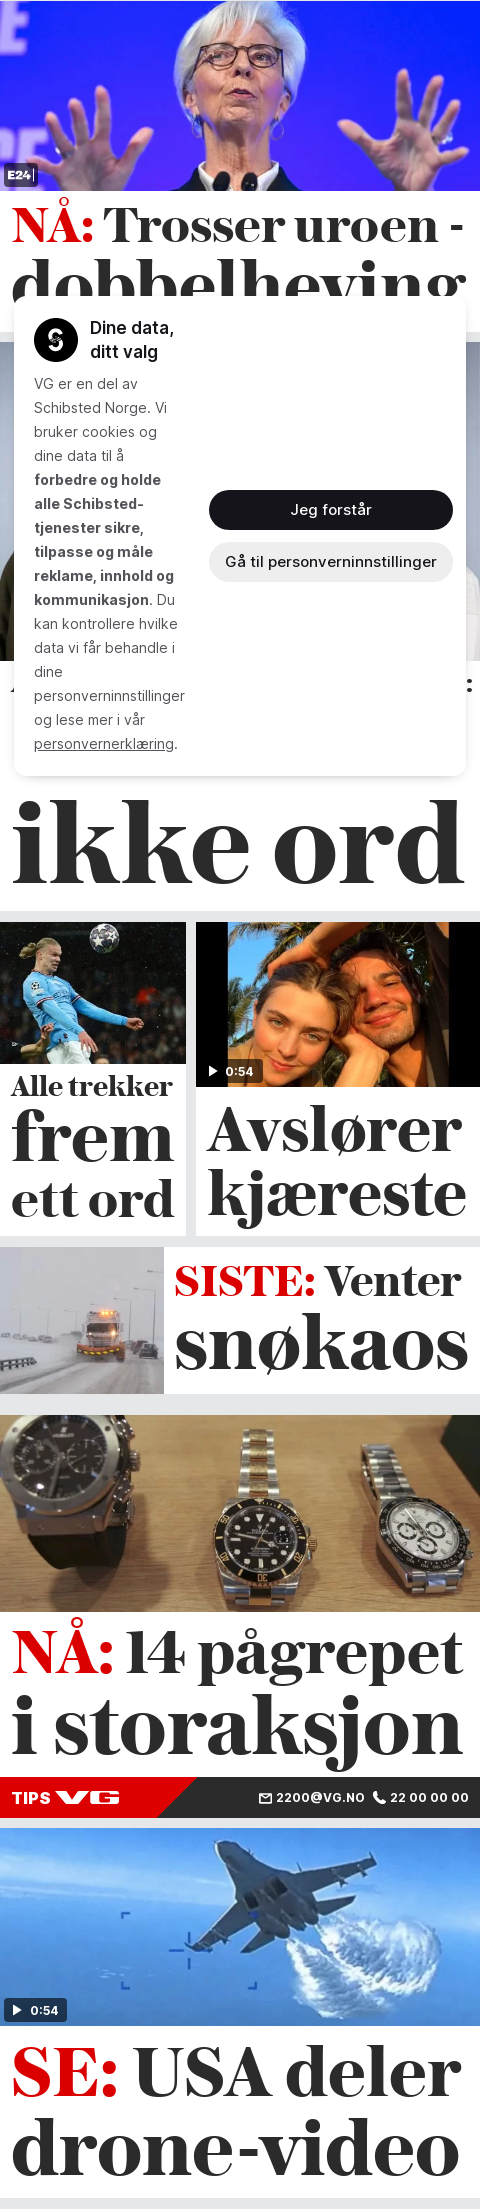 E24
NÅ: Trosser uroen -
dobbelheving
Dine data,
ditt valg
VG er en del av
Schibsted Norge. Vi
bruker cookies og
dine data til å
forbedre og holde
alle Schibsted-
tjenester sikre,
tilpasse og måle
reklame, innhold og
kommunikasjon. Du
kan kontrollere hvilke
data vi får behandle i
dine
personverninnstillinger
og lese mer i vår
personvernerklæring.
Jeg forstår
Gå til personverninnstillinger
ikke ord
Alle trekker
frem
ett ord
0:54
Avslører
kjæreste
SISTE: Venter
snøkaos
NÅ: 14 pågrepet
i storaksjon
TIPS VG 2200@VG.NO 22 00 00 00
0:54
SE: USA deler
drone-video